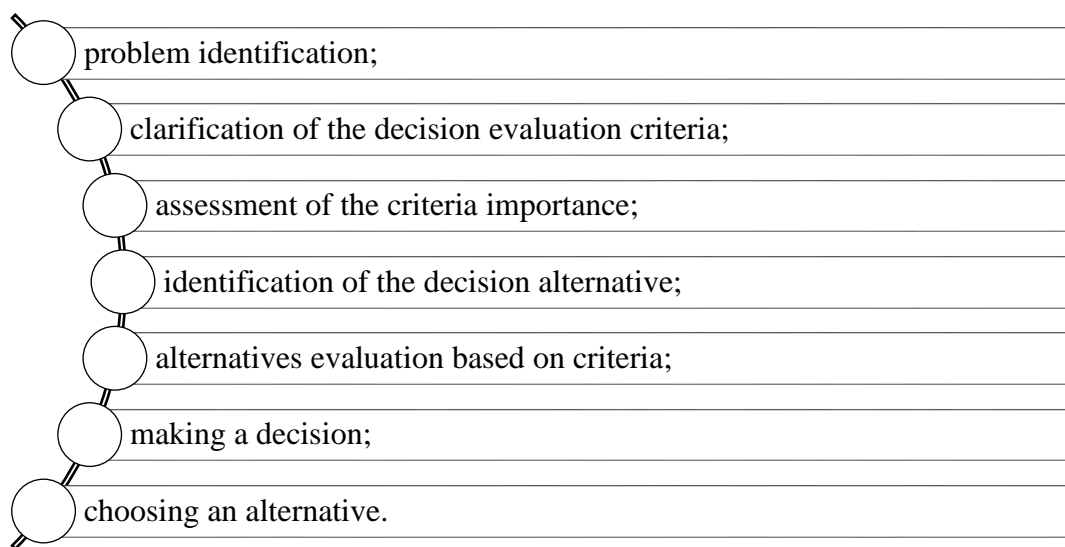 problem identification;
clarification of the decision evaluation criteria;
assessment of the criteria importance;
identification of the decision alternative;
alternatives evaluation based on criteria;
making a decision;
choosing an alternative.